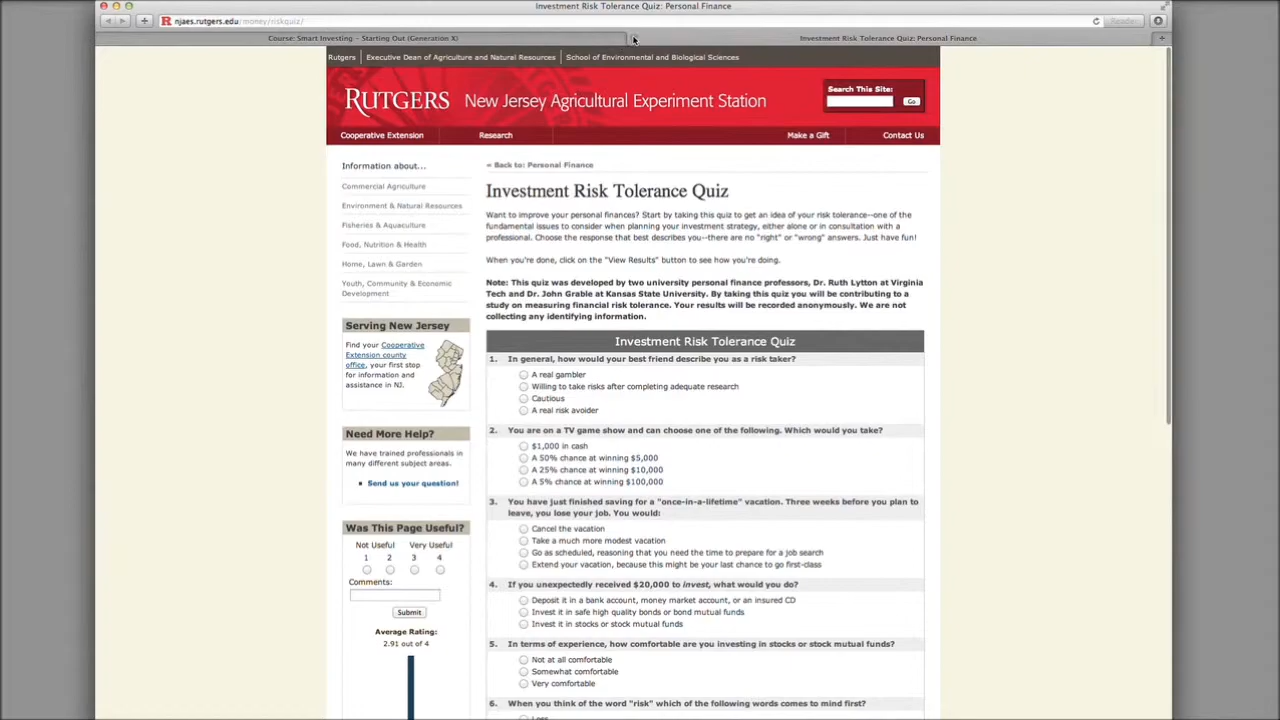 Investment Risk Tolerance Quiz: Personal Finance
njaes.rutgers.edu/money/riskquiz/
Reader
Course: Smart Investing – Starting Out (Generation X)
Investment Risk Tolerance Quiz: Personal Finance
Rutgers
Executive Dean of Agriculture and Natural Resources
School of Environmental and Biological Sciences
RUTGERS
New Jersey Agricultural Experiment Station
Search This Site:
Go
Cooperative Extension
Research
Make a Gift
Contact Us
Information about...
Commercial Agriculture
Environment & Natural Resources
Fisheries & Aquaculture
Food, Nutrition & Health
Home, Lawn & Garden
Youth, Community & Economic
Development
Serving New Jersey
Find your Cooperative
Extension county
office, your first stop
for information and
assistance in NJ.
Need More Help?
We have trained professionals in
many different subject areas.
Send us your question!
Was This Page Useful?
Not Useful Very Useful
1 2 3 4
Comments:
Submit
Average Rating:
2.91 out of 4
« Back to: Personal Finance
Investment Risk Tolerance Quiz
Want to improve your personal finances? Start by taking this quiz to get an idea of your risk tolerance--one of the
fundamental issues to consider when planning your investment strategy, either alone or in consultation with a
professional. Choose the response that best describes you--there are no "right" or "wrong" answers. Just have fun!
When you're done, click on the "View Results" button to see how you're doing.
Note: This quiz was developed by two university personal finance professors, Dr. Ruth Lytton at Virginia
Tech and Dr. John Grable at Kansas State University. By taking this quiz you will be contributing to a
study on measuring financial risk tolerance. Your results will be recorded anonymously. We are not
collecting any identifying information.
Investment Risk Tolerance Quiz
1. In general, how would your best friend describe you as a risk taker?
A real gambler
Willing to take risks after completing adequate research
Cautious
A real risk avoider
2. You are on a TV game show and can choose one of the following. Which would you take?
$1,000 in cash
A 50% chance at winning $5,000
A 25% chance at winning $10,000
A 5% chance at winning $100,000
3. You have just finished saving for a "once-in-a-lifetime" vacation. Three weeks before you plan to
leave, you lose your job. You would:
Cancel the vacation
Take a much more modest vacation
Go as scheduled, reasoning that you need the time to prepare for a job search
Extend your vacation, because this might be your last chance to go first-class
4. If you unexpectedly received $20,000 to invest, what would you do?
Deposit it in a bank account, money market account, or an insured CD
Invest it in safe high quality bonds or bond mutual funds
Invest it in stocks or stock mutual funds
5. In terms of experience, how comfortable are you investing in stocks or stock mutual funds?
Not at all comfortable
Somewhat comfortable
Very comfortable
6. When you think of the word "risk" which of the following words comes to mind first?